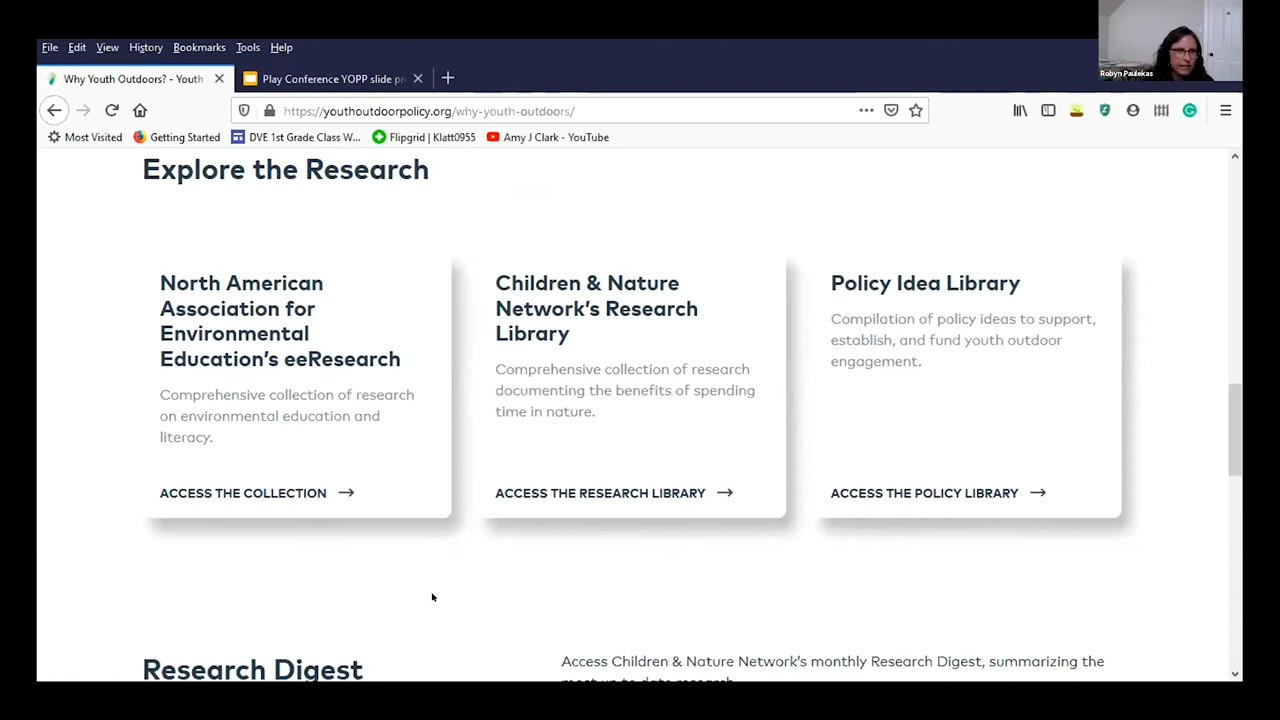 Robyn Paulekas
File Edit View History Bookmarks Tools Help
Why Youth Outdoors? - Youth
Play Conference YOPP slide pr
https://youthoutdoorpolicy.org/why-youth-outdoors/
Most Visited Getting Started DVE 1st Grade Class W... Flipgrid | Klatt0955 Amy J Clark - YouTube
Explore the Research
North American
Association for
Environmental
Education's eeResearch
Comprehensive collection of research
on environmental education and
literacy.
ACCESS THE COLLECTION →
Children & Nature
Network's Research
Library
Comprehensive collection of research
documenting the benefits of spending
time in nature.
ACCESS THE RESEARCH LIBRARY →
Policy Idea Library
Compilation of policy ideas to support,
establish, and fund youth outdoor
engagement.
ACCESS THE POLICY LIBRARY →
Research Digest
Access Children & Nature Network's monthly Research Digest, summarizing the
most up to date research